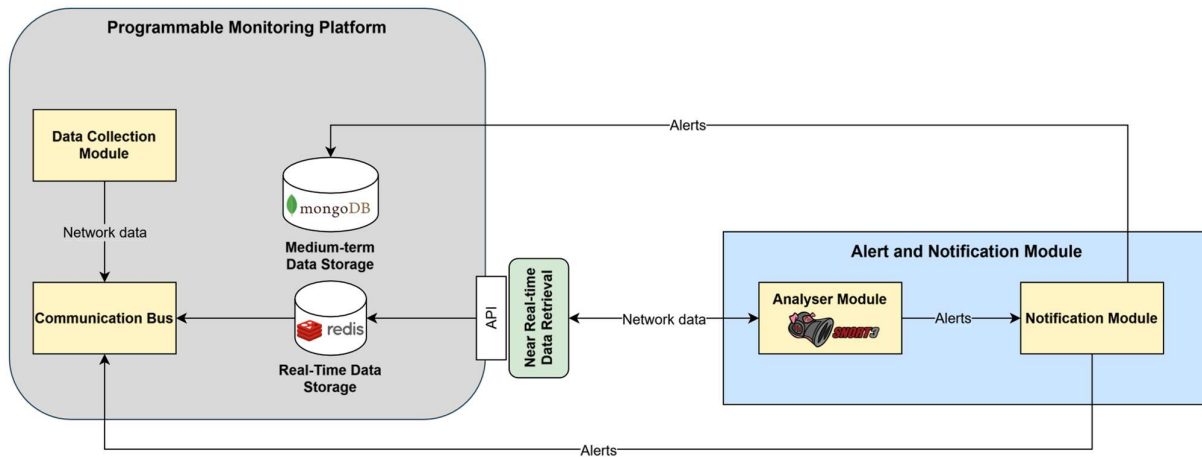 Programmable Monitoring Platform
Data Collection
Module
Network data
Communication Bus
mongoDB
Medium-term
Data Storage
redis
Real-Time Data
Storage
API
Near Real-time
Data Retrieval
Network data
Alerts
Alert and Notification Module
Analyser Module
SNORT3
Alerts
Notification Module
Alerts